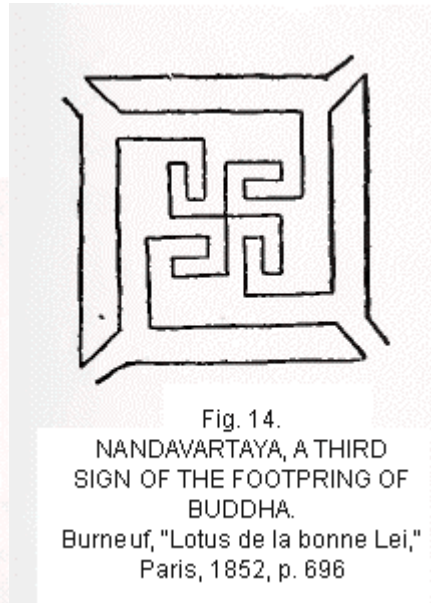 Fig. 14.
NANDAVARTAYA, A THIRD
SIGN OF THE FOOTPRING OF
BUDDHA.
Burneuf, "Lotus de la bonne Lei,"
Paris, 1852, p. 696